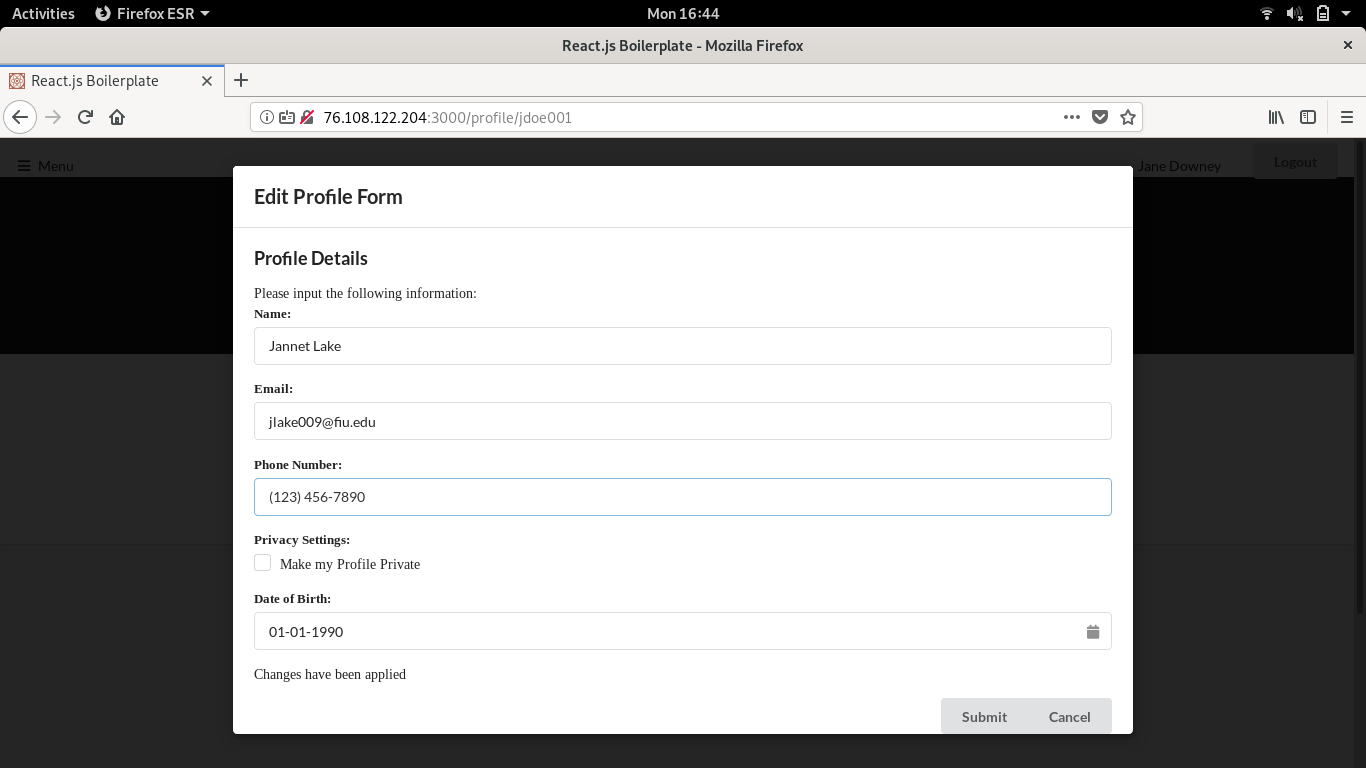 Activities Firefox ESR Mon 16:44
React.js Boilerplate - Mozilla Firefox
React.js Boilerplate
76.108.122.204:3000/profile/jdoe001
Menu Jane Downey Logout
Edit Profile Form
Profile Details
Please input the following information:
Name:
Jannet Lake
Email:
jlake009@fiu.edu
Phone Number:
(123) 456-7890
Privacy Settings:
Make my Profile Private
Date of Birth:
01-01-1990
Changes have been applied
Submit Cancel